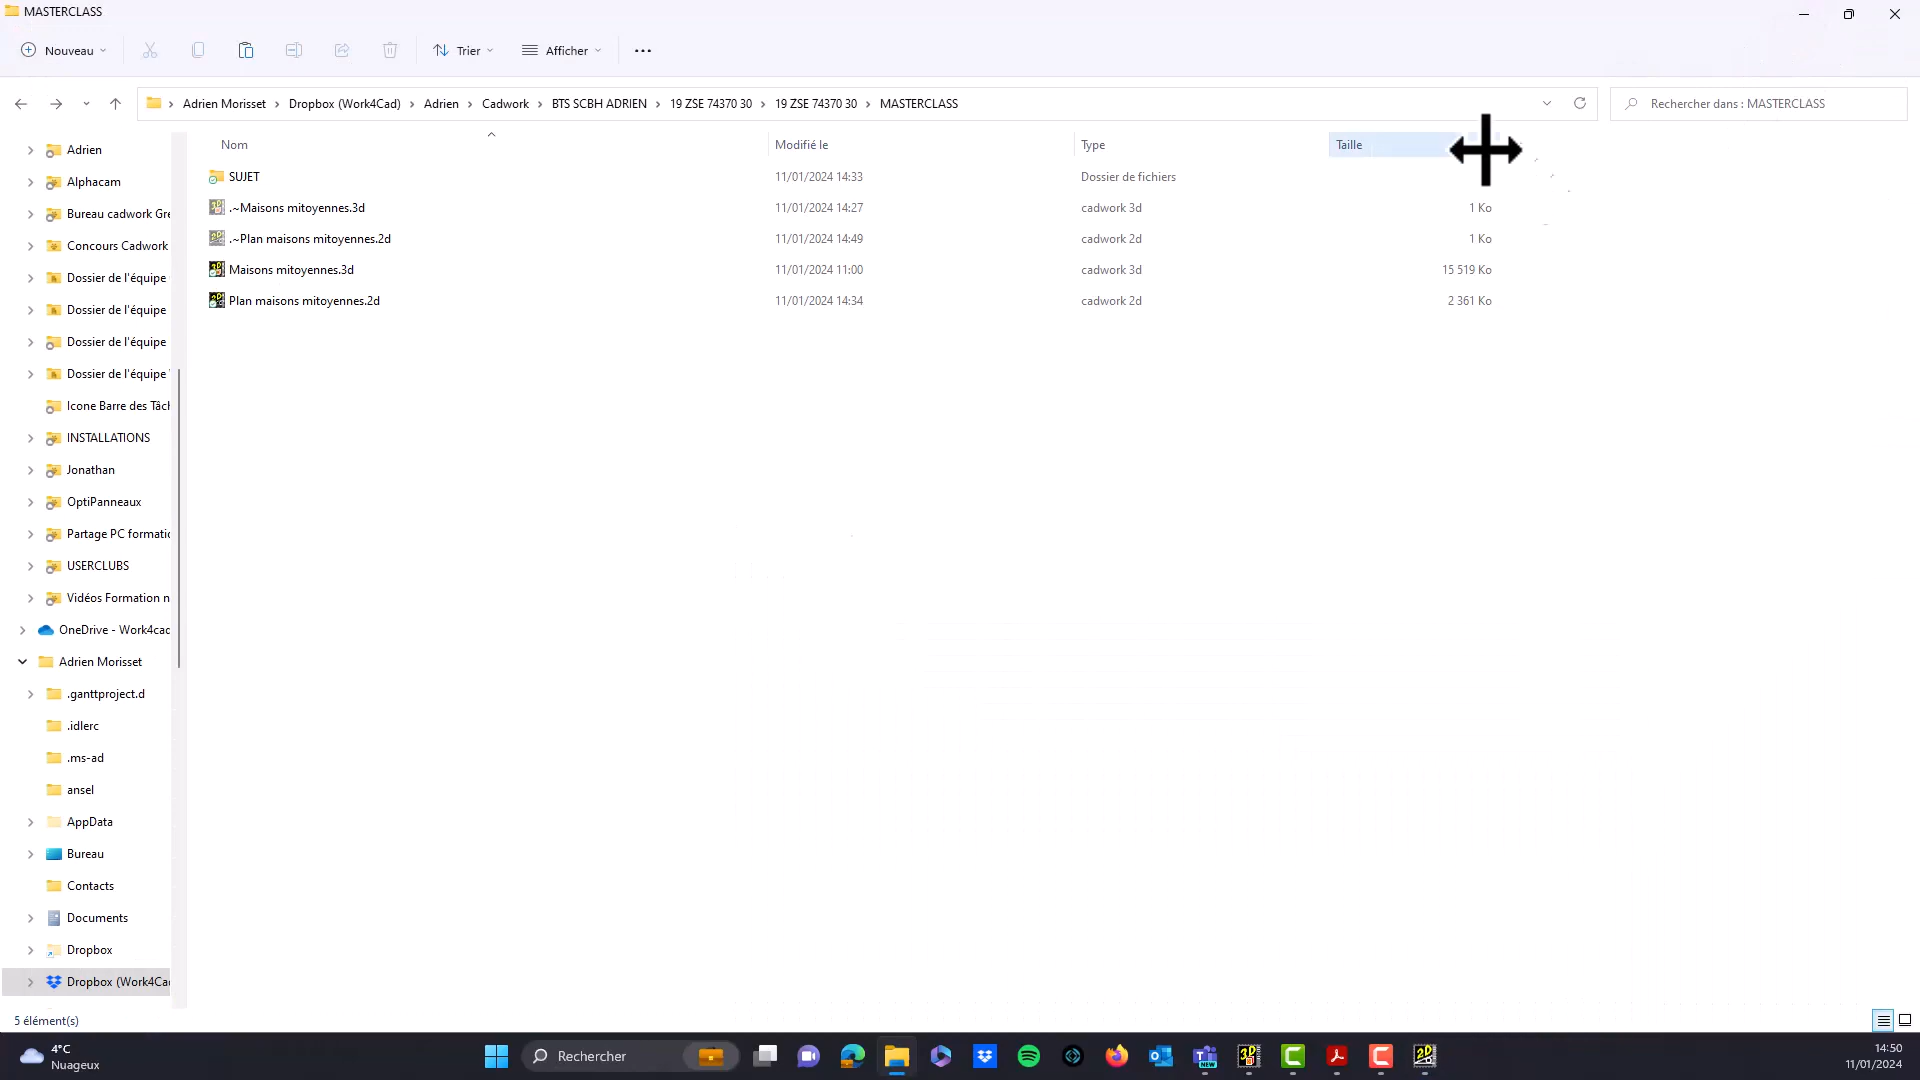 MASTERCLASS
Nouveau
Trier
Afficher
Adrien Morisset > Dropbox (Work4Cad) > Adrien > Cadwork > BTS SCBH ADRIEN > 19 ZSE 74370 30 > 19 ZSE 74370 30 > MASTERCLASS
Rechercher dans : MASTERCLASS
Nom Modifié le Type Taille
SUJET 11/01/2024 14:33 Dossier de fichiers
.~Maisons mitoyennes.3d 11/01/2024 14:27 cadwork 3d 1 Ko
.~Plan maisons mitoyennes.2d 11/01/2024 14:49 cadwork 2d 1 Ko
Maisons mitoyennes.3d 11/01/2024 11:00 cadwork 3d 15 519 Ko
Plan maisons mitoyennes.2d 11/01/2024 14:34 cadwork 2d 2 361 Ko
Adrien
Alphacam
Bureau cadwork Gre
Concours Cadwork
Dossier de l'équipe
Dossier de l'équipe
Dossier de l'équipe
Dossier de l'équipe
Icone Barre des Tâch
INSTALLATIONS
Jonathan
OptiPanneaux
Partage PC formatic
USERCLUBS
Vidéos Formation n
OneDrive - Work4cad
Adrien Morisset
.ganttproject.d
.idlerc
.ms-ad
ansel
AppData
Bureau
Contacts
Documents
Dropbox
Dropbox (Work4Cad
5 élément(s)
4°C
Nuageux
Rechercher
NEW
3D
2D
14:50
11/01/2024